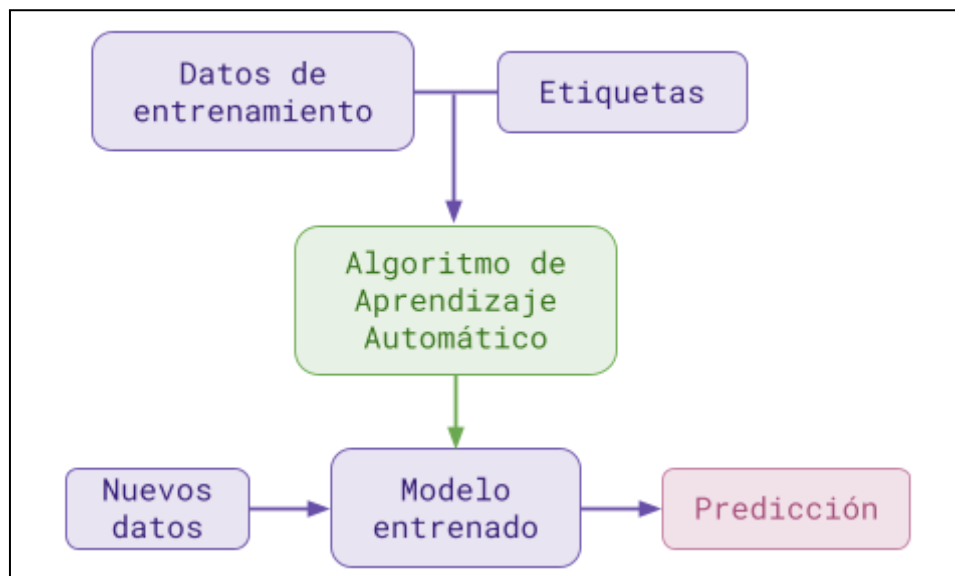 Datos de
entrenamiento
Etiquetas
Algoritmo de
Aprendizaje
Automático
Nuevos
datos
Modelo
entrenado
Predicción